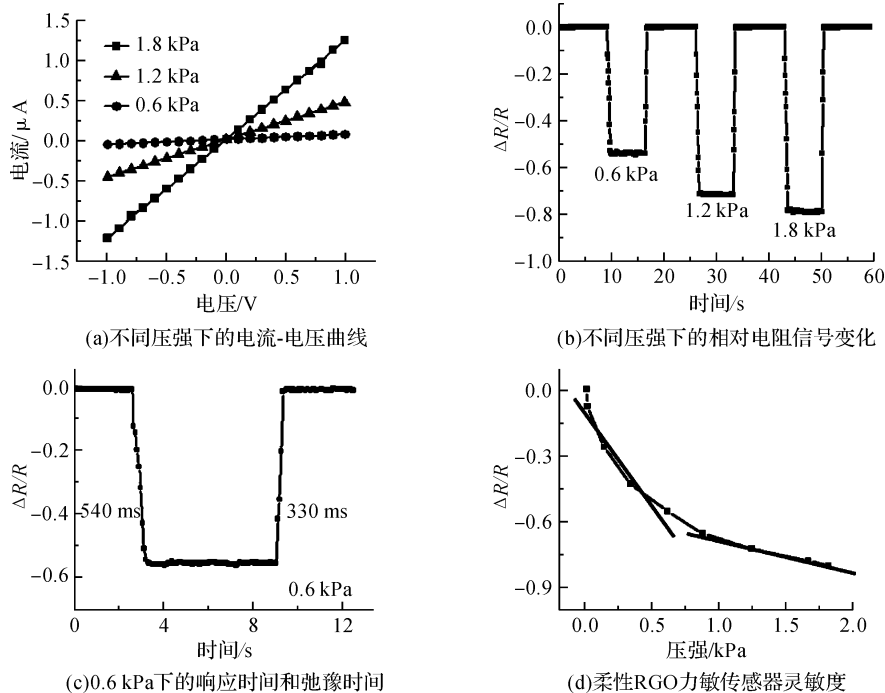 1.5
1.0
0.5
0.0
−0.5
−1.0
−1.5
电流/μA
1.8 kPa
1.2 kPa
0.6 kPa
−1.0 −0.5 0.0 0.5 1.0
电压/V
(a)不同压强下的电流-电压曲线
0.0
−0.2
−0.4
−0.6
−0.8
−1.0
ΔR/R
0.6 kPa
1.2 kPa
1.8 kPa
0 10 20 30 40 50 60
时间/s
(b)不同压强下的相对电阻信号变化
0.0
−0.2
−0.4
−0.6
ΔR/R
540 ms
330 ms
0.6 kPa
0 4 8 12
时间/s
(c)0.6 kPa下的响应时间和弛豫时间
0.0
−0.3
−0.6
−0.9
ΔR/R
0.0 0.5 1.0 1.5 2.0
压强/kPa
(d)柔性RGO力敏传感器灵敏度